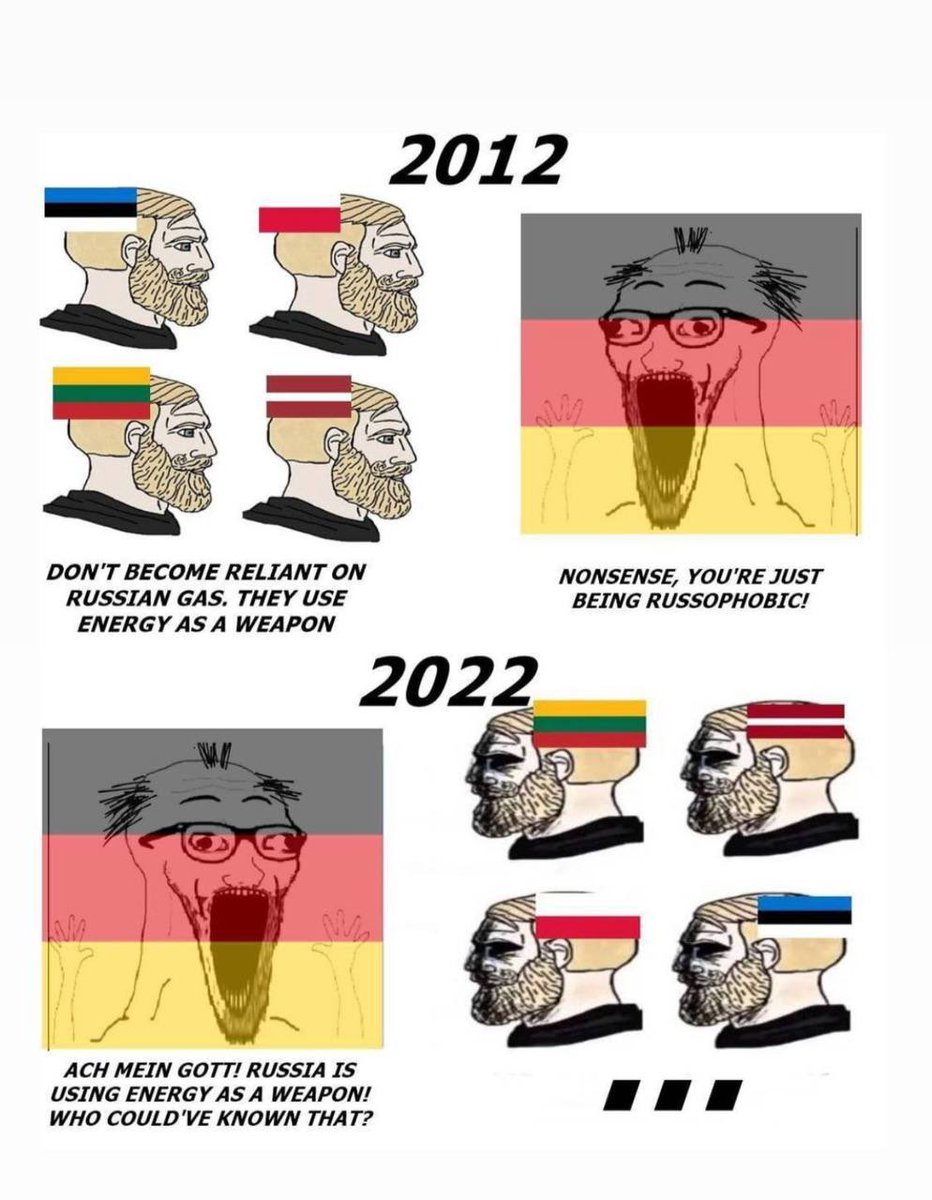 2012
DON'T BECOME RELIANT ON
RUSSIAN GAS. THEY USE
ENERGY AS A WEAPON
NONSENSE, YOU'RE JUST
BEING RUSSOPHOBIC!
2022
ACH MEIN GOTT! RUSSIA IS
USING ENERGY AS A WEAPON!
WHO COULD'VE KNOWN THAT?
...